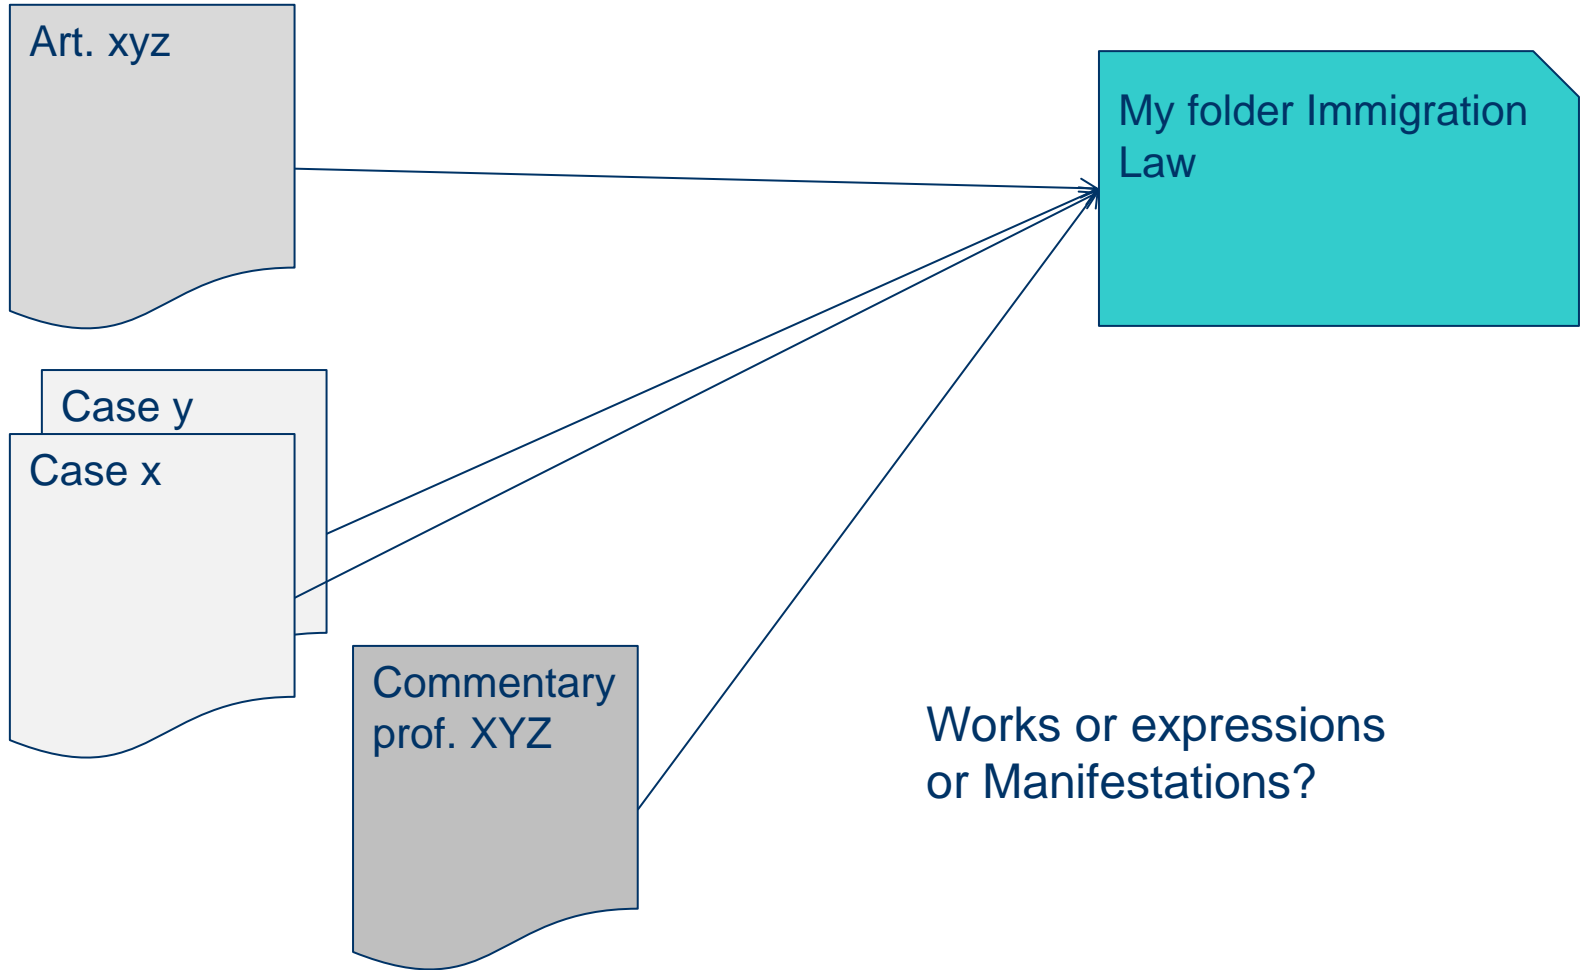 Art. xyz
My folder Immigration
Law
Case y
Case x
Commentary
prof. XYZ
Works or expressions
or Manifestations?